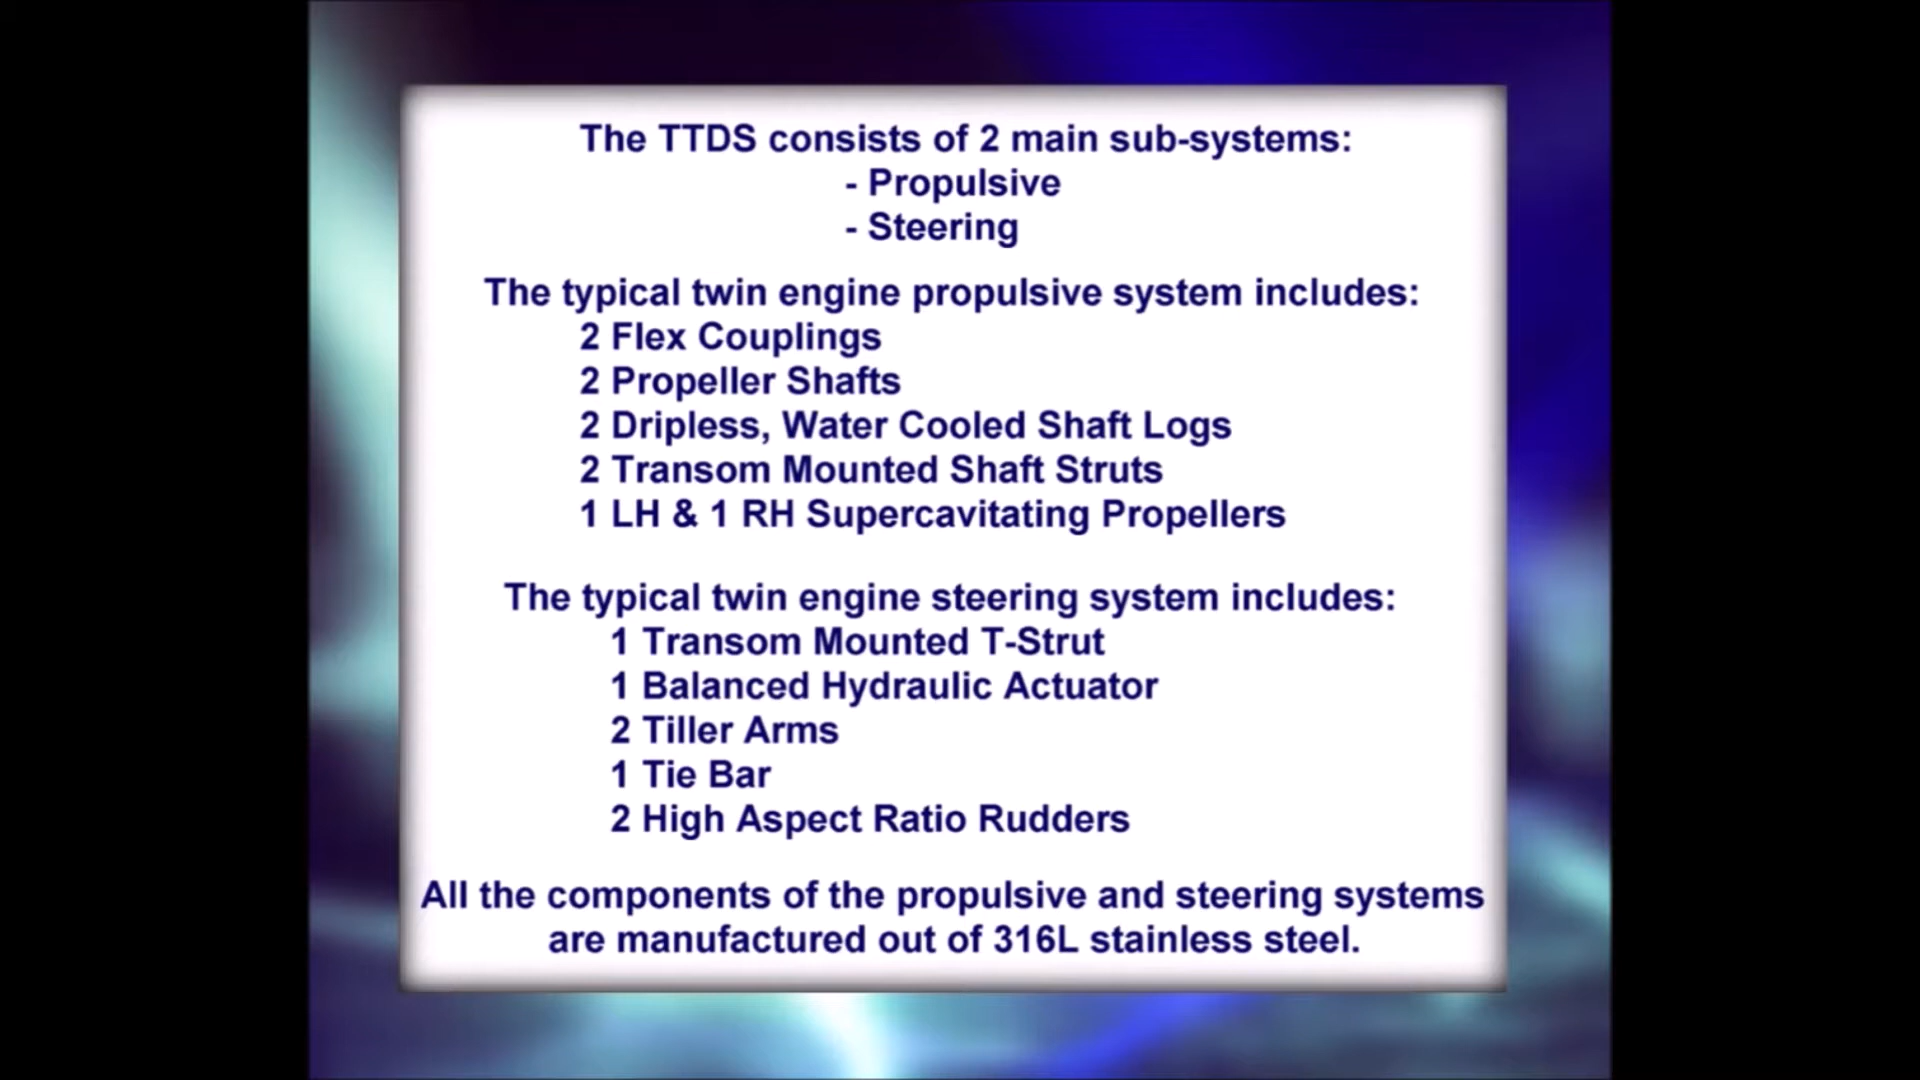 The TTDS consists of 2 main sub-systems:
- Propulsive
- Steering
The typical twin engine propulsive system includes:
2 Flex Couplings
2 Propeller Shafts
2 Dripless, Water Cooled Shaft Logs
2 Transom Mounted Shaft Struts
1 LH & 1 RH Supercavitating Propellers
The typical twin engine steering system includes:
1 Transom Mounted T-Strut
1 Balanced Hydraulic Actuator
2 Tiller Arms
1 Tie Bar
2 High Aspect Ratio Rudders
All the components of the propulsive and steering systems
are manufactured out of 316L stainless steel.